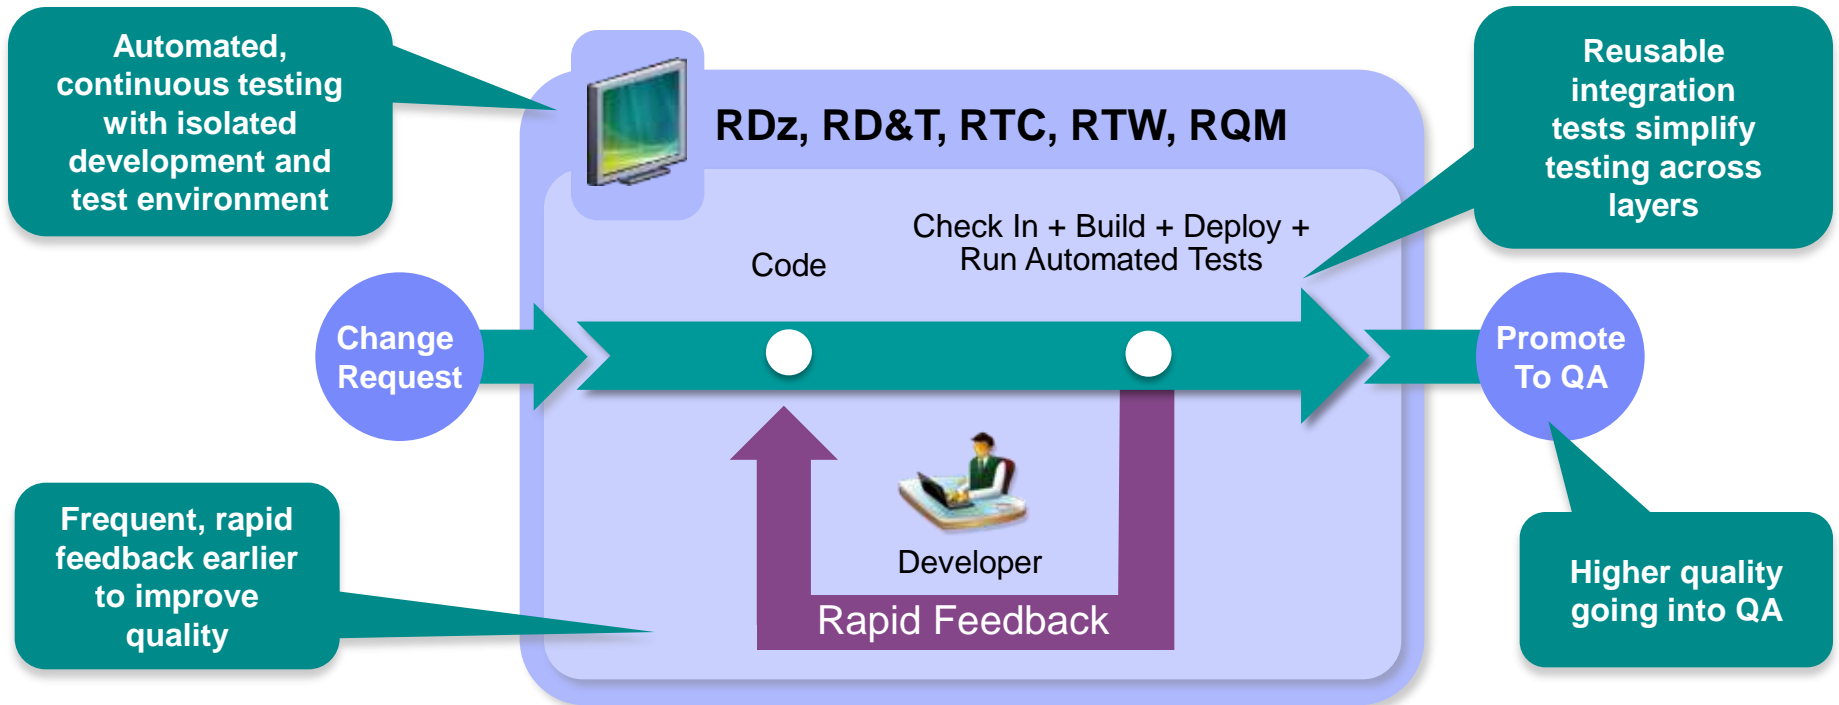 Automated,
continuous testing
with isolated
development and
test environment
RDz, RD&T, RTC, RTW, RQM
Reusable
integration
tests simplify
testing across
layers
Code
Check In + Build + Deploy +
Run Automated Tests
Change
Request
Promote
To QA
Developer
Rapid Feedback
Frequent, rapid
feedback earlier
to improve
quality
Higher quality
going into QA